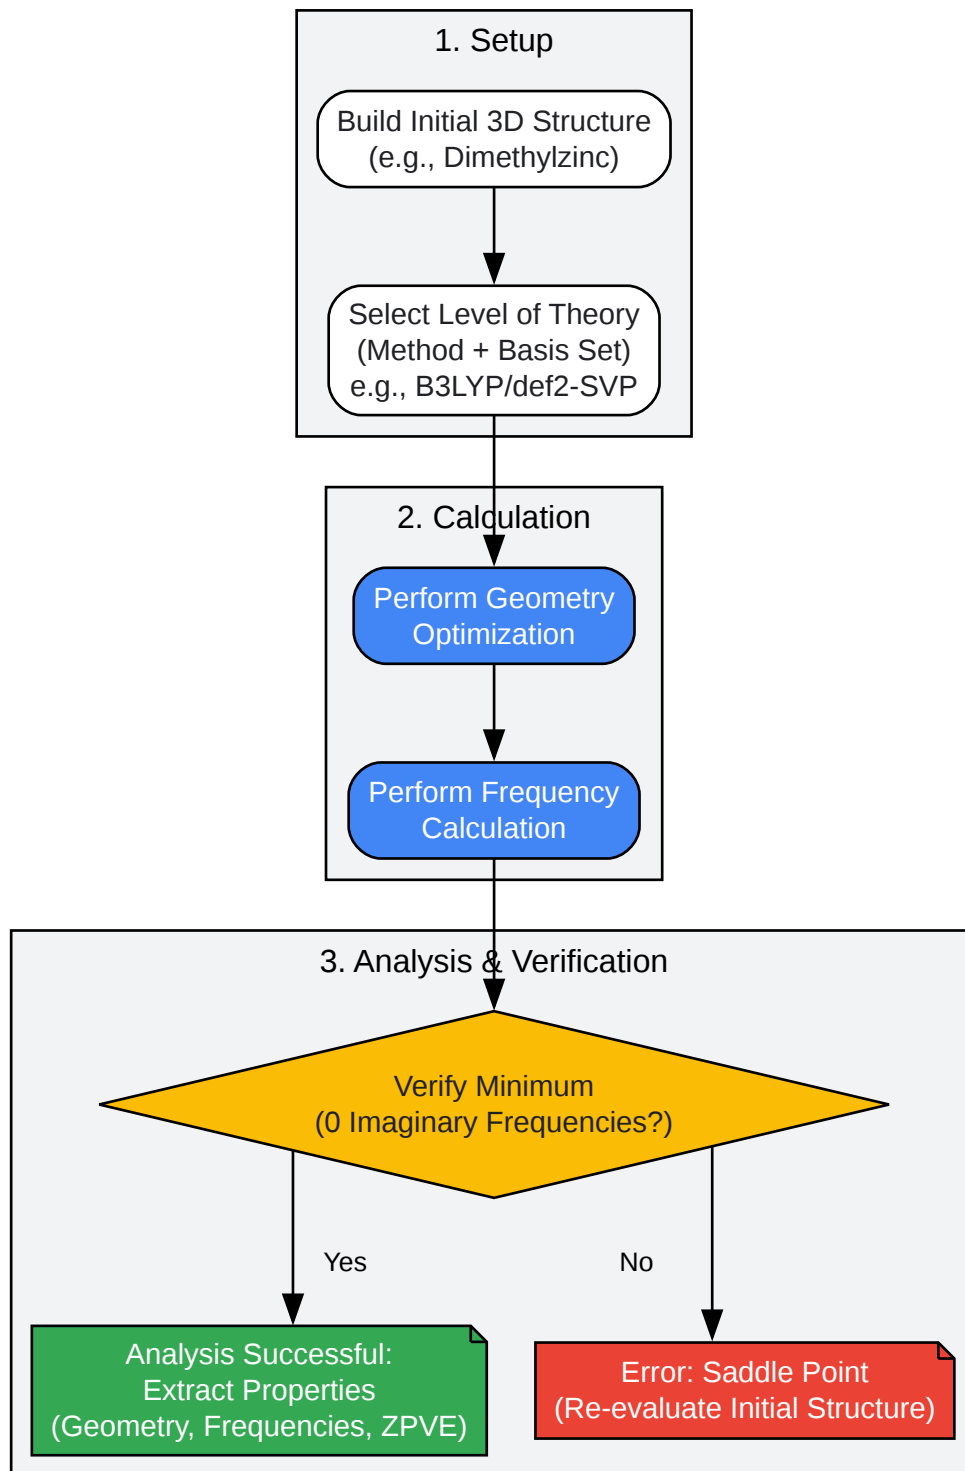 1. Setup
Build Initial 3D Structure
(e.g., Dimethylzinc)
Select Level of Theory
(Method + Basis Set)
e.g., B3LYP/def2-SVP
2. Calculation
Perform Geometry
Optimization
Perform Frequency
Calculation
3. Analysis & Verification
Verify Minimum
(0 Imaginary Frequencies?)
Yes
No
Analysis Successful:
Extract Properties
(Geometry, Frequencies, ZPVE)
Error: Saddle Point
(Re-evaluate Initial Structure)